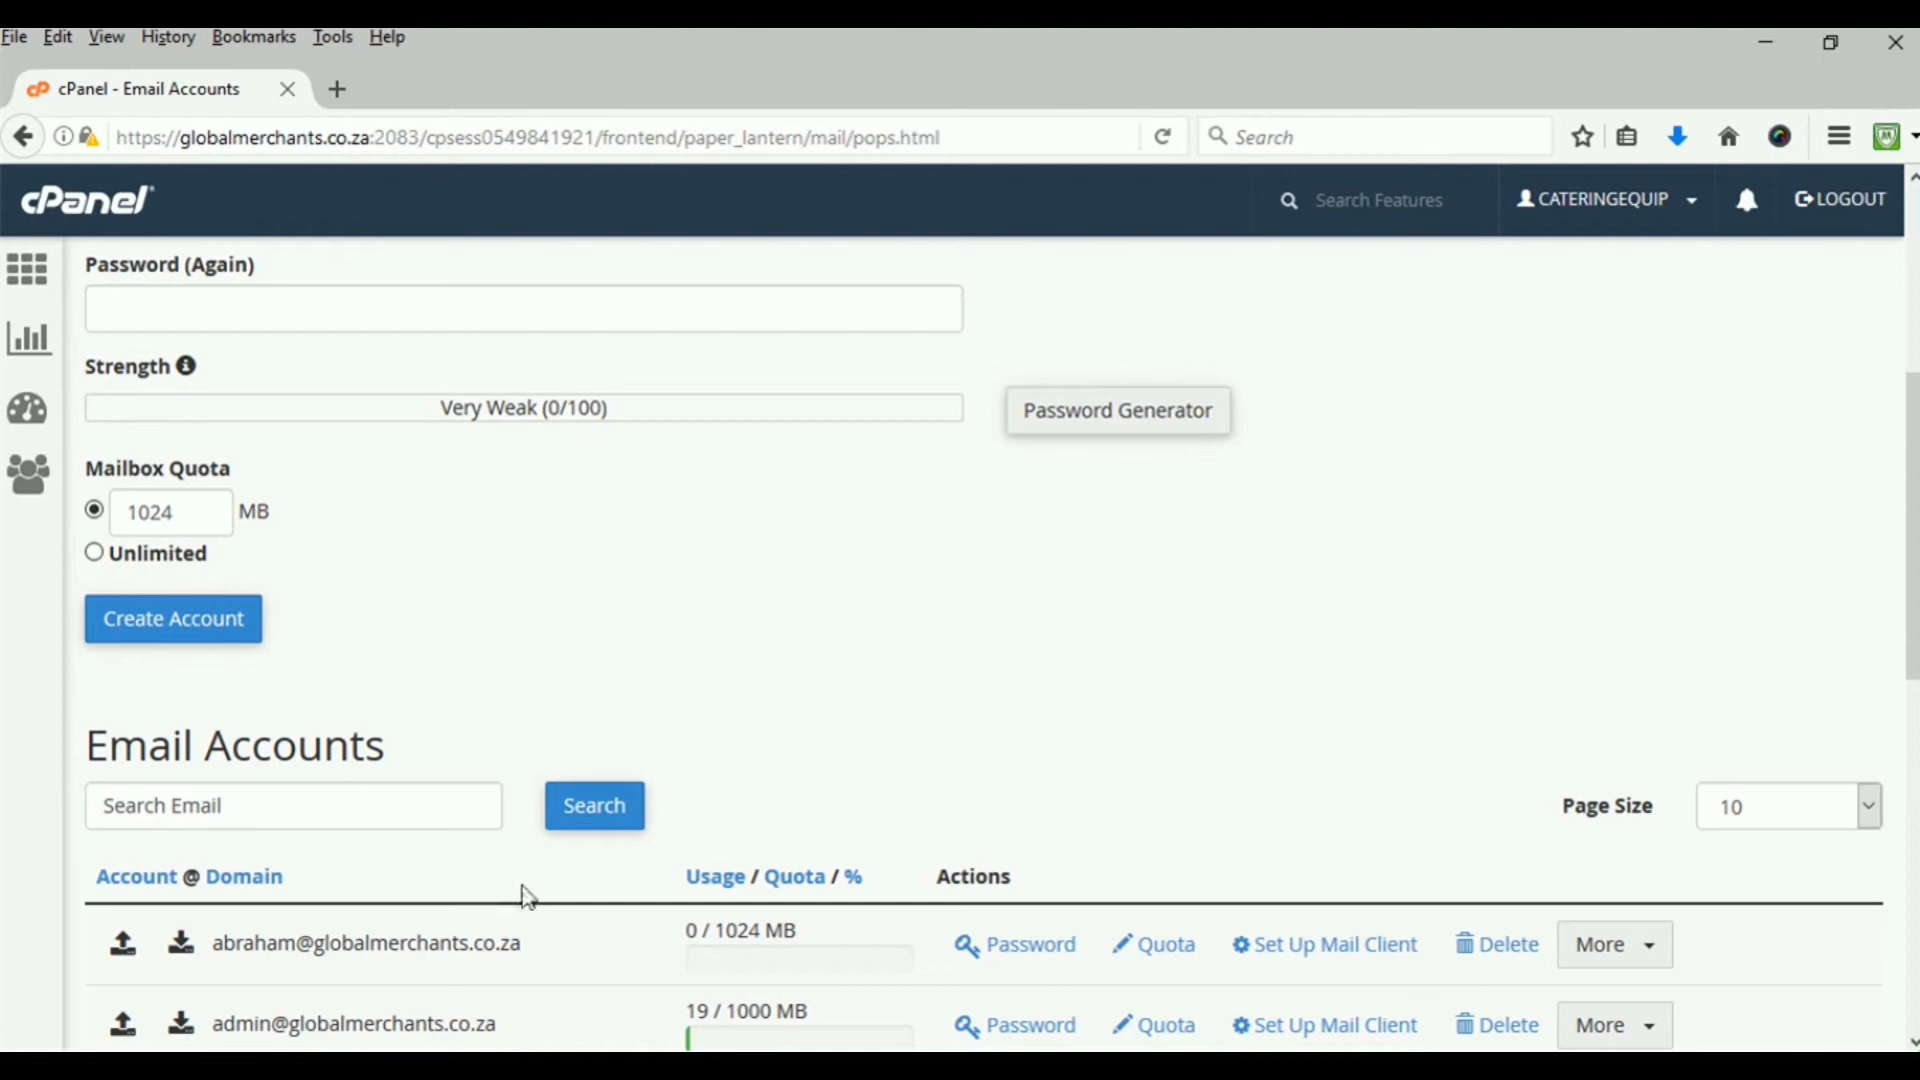 File Edit View History Bookmarks Tools Help
cP cPanel - Email Accounts
https://globalmerchants.co.za:2083/cpsess0549841921/frontend/paper_lantern/mail/pops.html
Search
cPanel
Search Features
CATERINGEQUIP
LOGOUT
Password (Again)
Strength
Very Weak (0/100)
Password Generator
Mailbox Quota
1024 MB
Unlimited
Create Account
Email Accounts
Search Email
Search
Page Size
10
Account @ Domain Usage / Quota / % Actions
abraham@globalmerchants.co.za 0 / 1024 MB Password Quota Set Up Mail Client Delete More
admin@globalmerchants.co.za 19 / 1000 MB Password Quota Set Up Mail Client Delete More